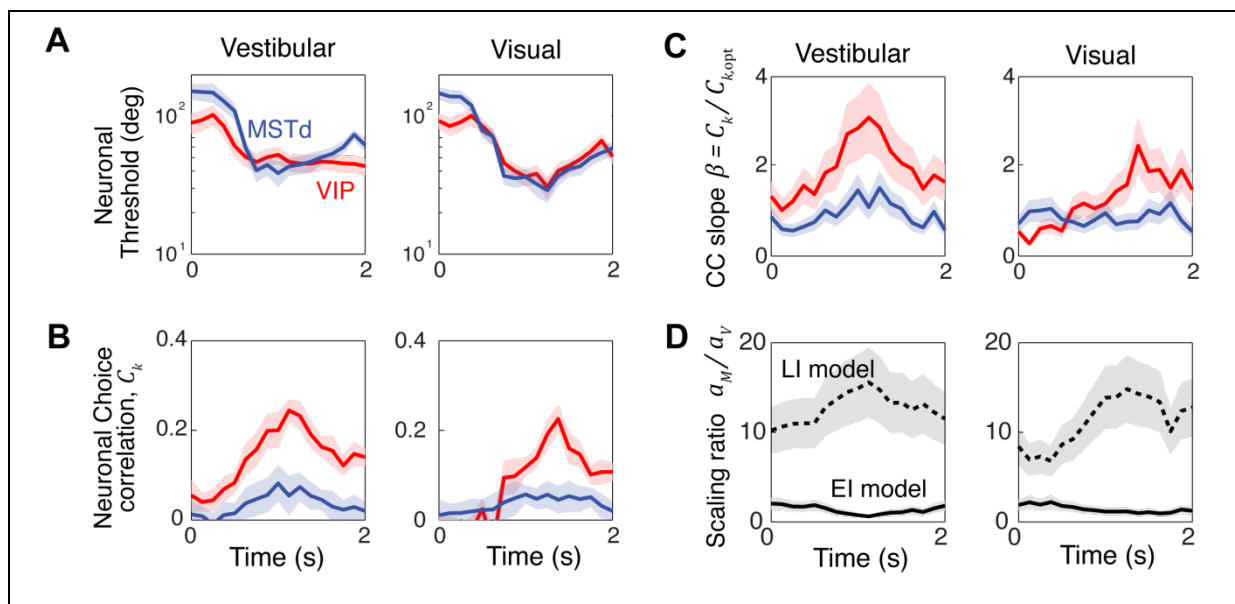 A
Vestibular
Visual
Neuronal
Threshold (deg)
10²
10¹
MSTd
VIP
0
2
10²
10¹
0
2
B
Neuronal Choice
correlation, C_k
0.4
0.2
0
0
2
Time (s)
0.4
0.2
0
0
2
Time (s)
C
Vestibular
Visual
CC slope β = C_k / C_k,opt
4
2
0
0
2
4
2
0
0
2
D
Scaling ratio a_M / a_V
20
10
0
LI model
EI model
0
2
Time (s)
20
10
0
0
2
Time (s)